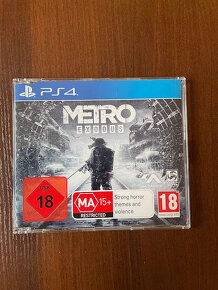 PS4
METRO
EXODUS
18
MA 15+
RESTRICTED
Strong horror
themes and
violence
18